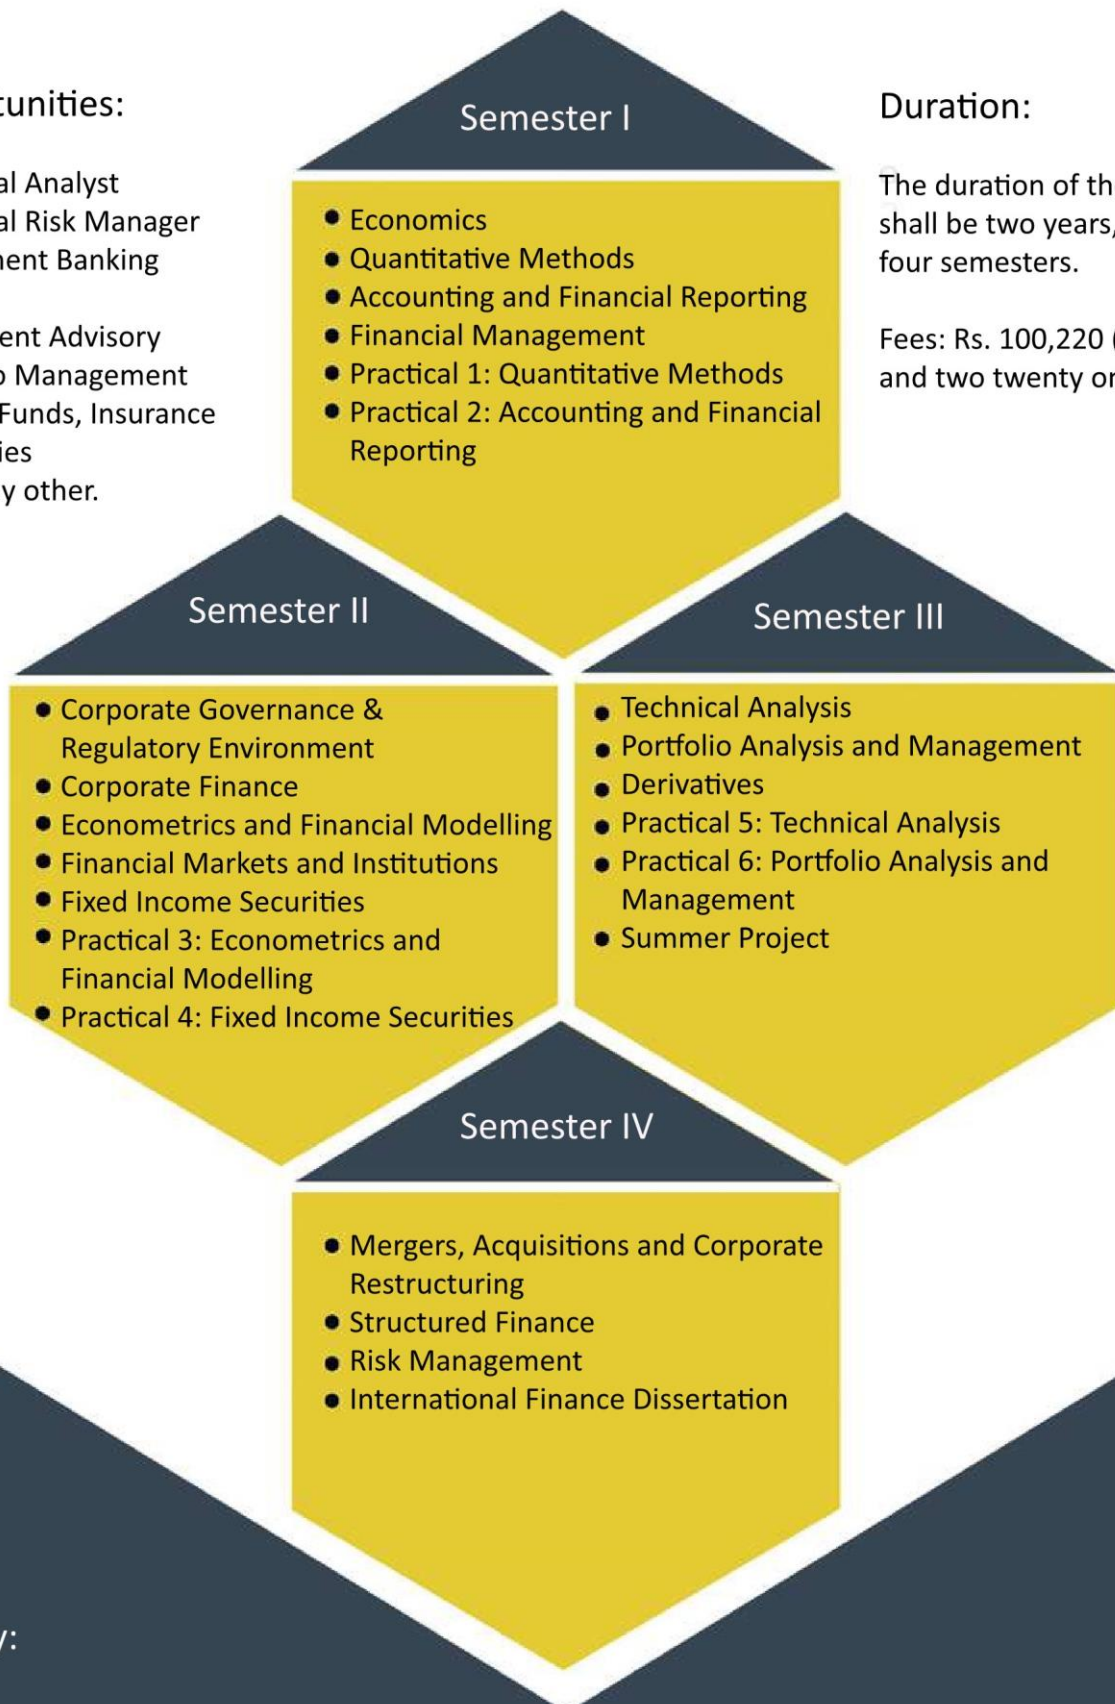 tunities:
al Analyst
al Risk Manager
ment Banking
ent Advisory
o Management
Funds, Insurance
ies
y other.
Semester I
Economics
Quantitative Methods
Accounting and Financial Reporting
Financial Management
Practical 1: Quantitative Methods
Practical 2: Accounting and Financial
Reporting
Duration:
The duration of th
shall be two years,
four semesters.
Fees: Rs. 100,220 (
and two twenty or
Semester II
Corporate Governance &
Regulatory Environment
Corporate Finance
Econometrics and Financial Modelling
Financial Markets and Institutions
Fixed Income Securities
Practical 3: Econometrics and
Financial Modelling
Practical 4: Fixed Income Securities
Semester III
Technical Analysis
Portfolio Analysis and Management
Derivatives
Practical 5: Technical Analysis
Practical 6: Portfolio Analysis and
Management
Summer Project
Semester IV
Mergers, Acquisitions and Corporate
Restructuring
Structured Finance
Risk Management
International Finance Dissertation
y: